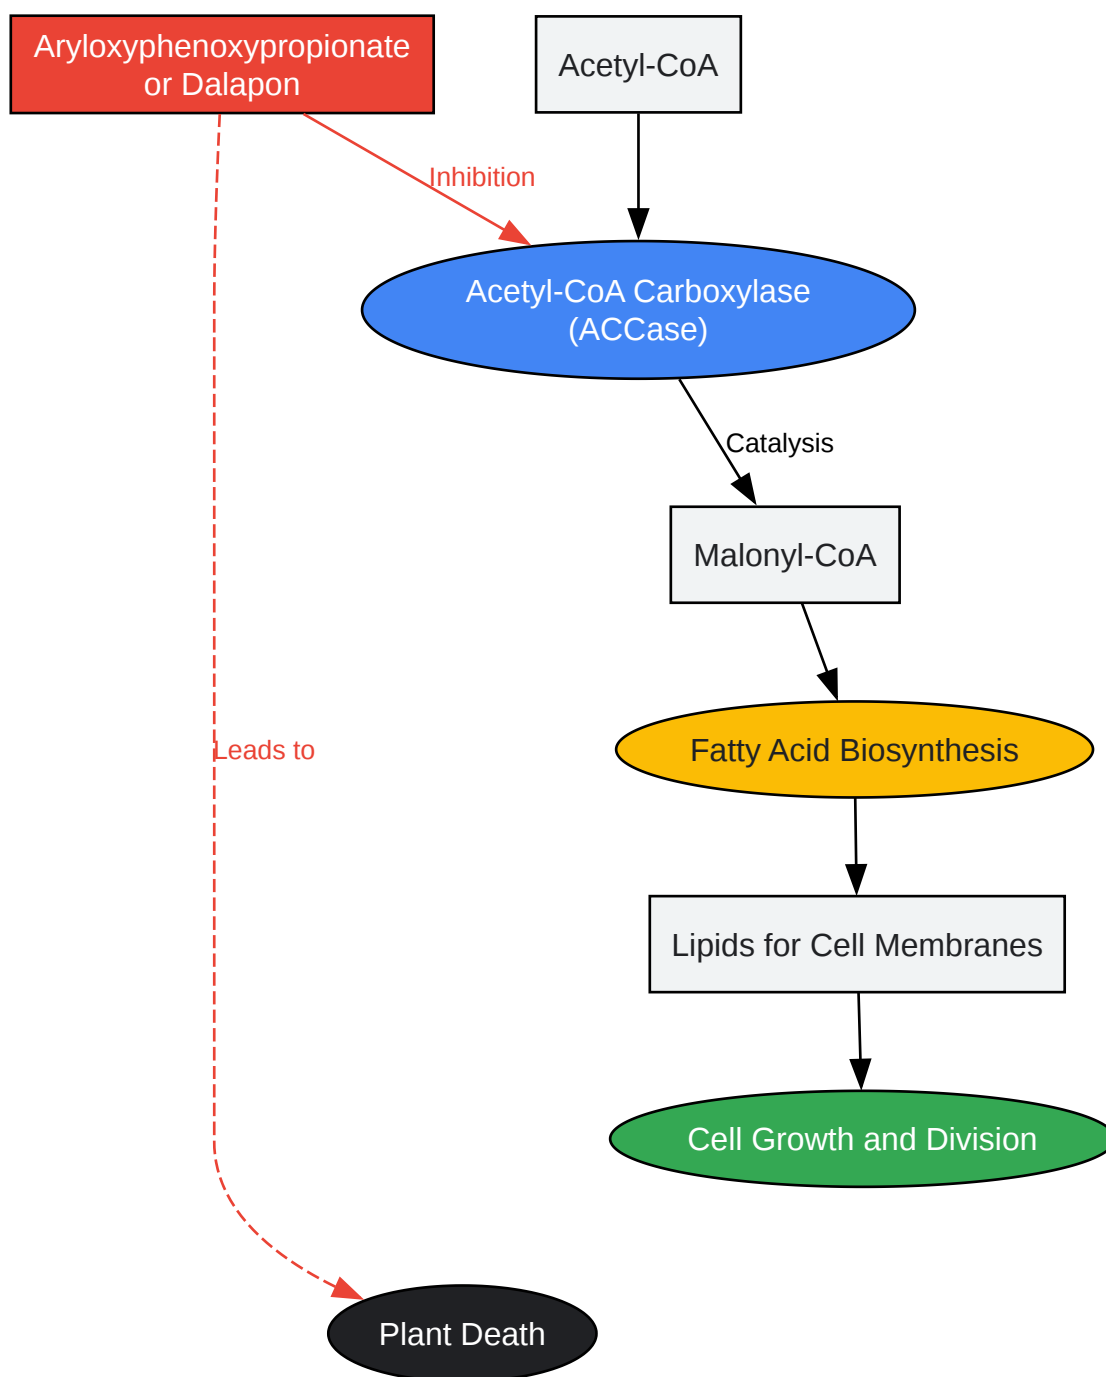 Aryloxyphenoxypropionate
or Dalapon
Acetyl-CoA
Inhibition
Acetyl-CoA Carboxylase
(ACCase)
Catalysis
Malonyl-CoA
Leads to
Fatty Acid Biosynthesis
Lipids for Cell Membranes
Cell Growth and Division
Plant Death